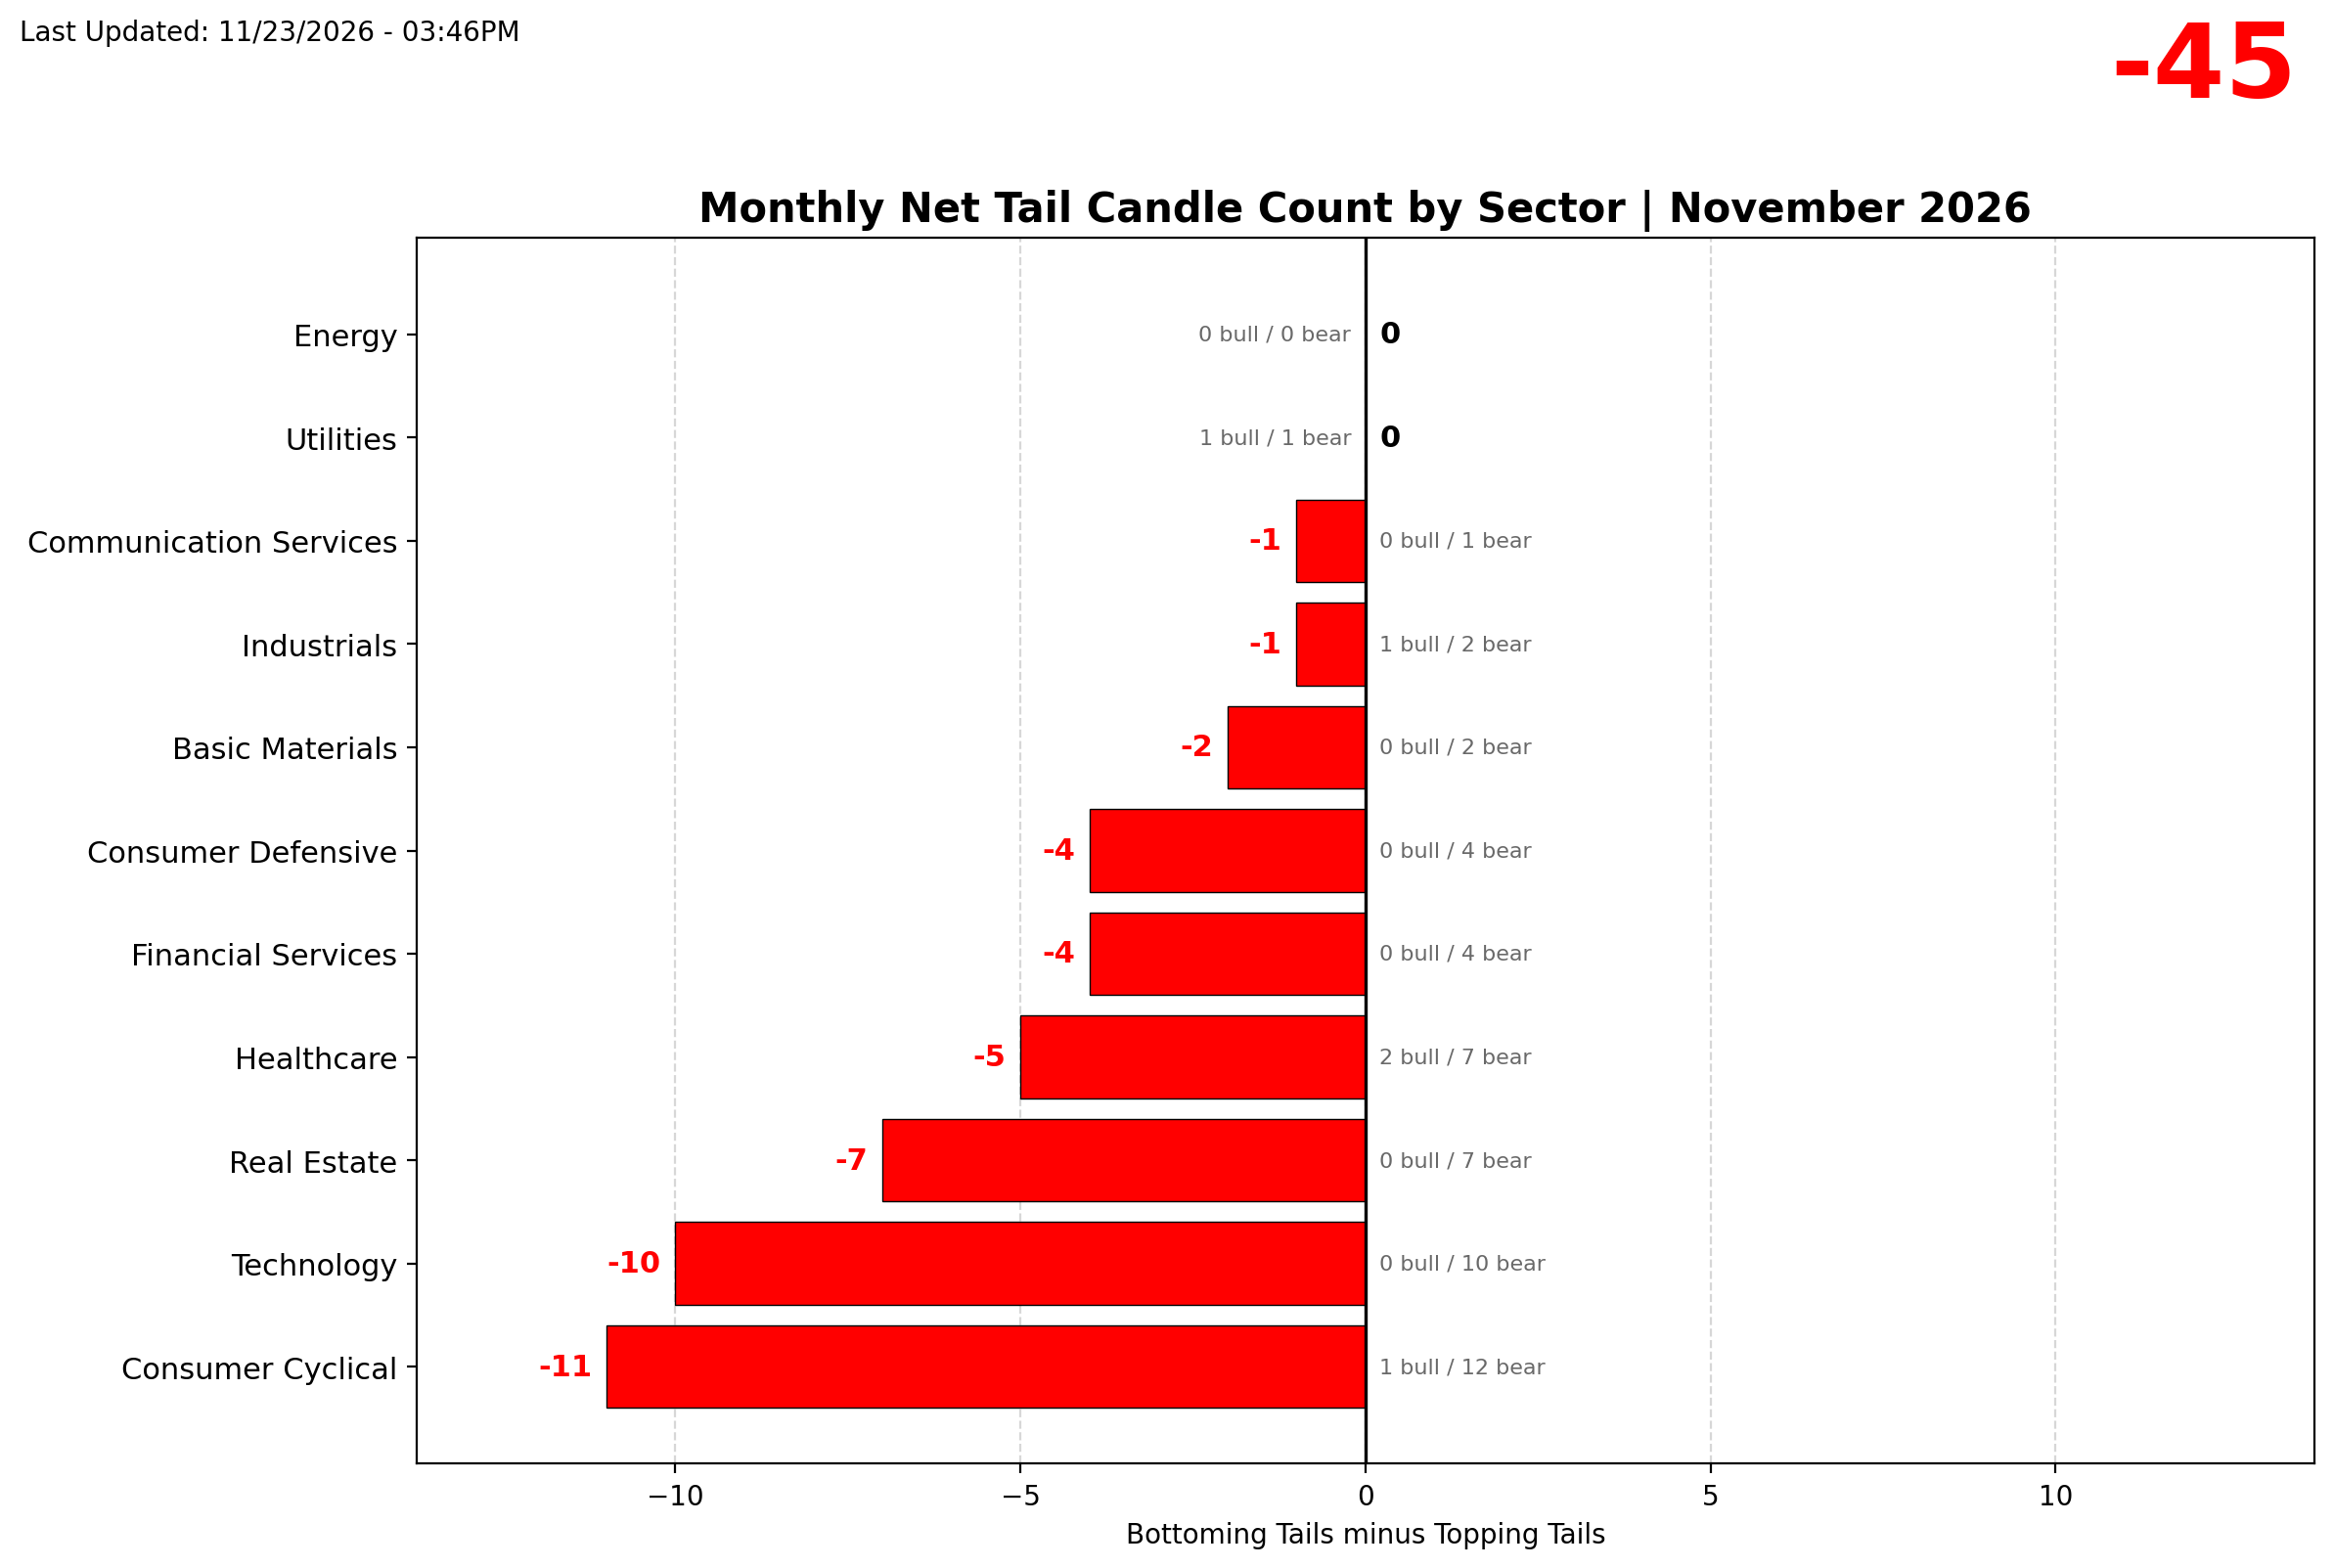 Last Updated: 11/23/2026 - 03:46PM
-45
Monthly Net Tail Candle Count by Sector | November 2026
Energy 0 bull / 0 bear 0
Utilities 1 bull / 1 bear 0
Communication Services -1 0 bull / 1 bear
Industrials -1 1 bull / 2 bear
Basic Materials -2 0 bull / 2 bear
Consumer Defensive -4 0 bull / 4 bear
Financial Services -4 0 bull / 4 bear
Healthcare -5 2 bull / 7 bear
Real Estate -7 0 bull / 7 bear
Technology -10 0 bull / 10 bear
Consumer Cyclical -11 1 bull / 12 bear
−10 −5 0 5 10
Bottoming Tails minus Topping Tails